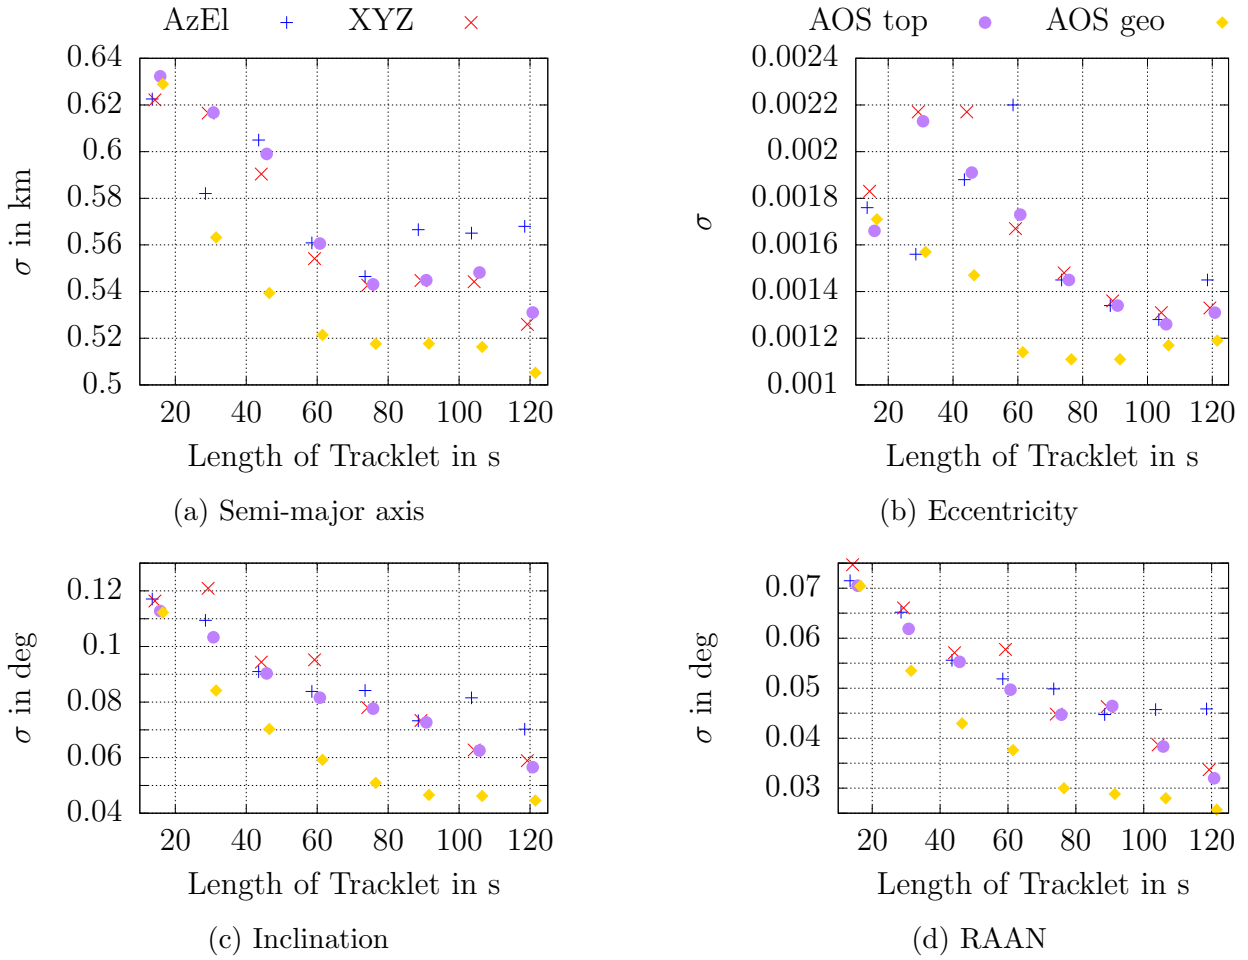 AzEl XYZ AOS top AOS geo
0.64
0.62
0.6
0.58
0.56
0.54
0.52
0.5
σ in km
20 40 60 80 100 120
Length of Tracklet in s
(a) Semi-major axis
0.0024
0.0022
0.002
0.0018
0.0016
0.0014
0.0012
0.001
σ
20 40 60 80 100 120
Length of Tracklet in s
(b) Eccentricity
0.12
0.1
0.08
0.06
0.04
σ in deg
20 40 60 80 100 120
Length of Tracklet in s
(c) Inclination
0.07
0.06
0.05
0.04
0.03
σ in deg
20 40 60 80 100 120
Length of Tracklet in s
(d) RAAN